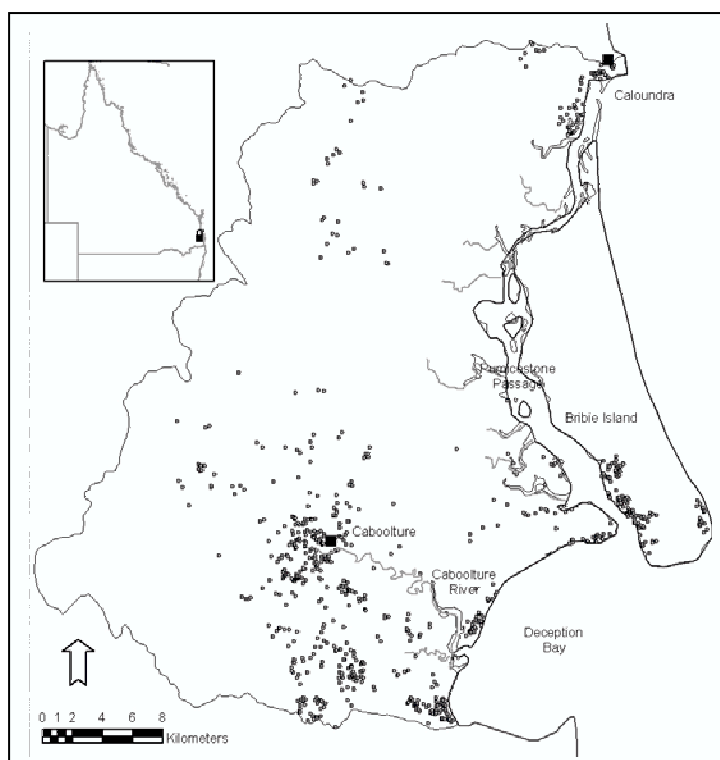 Caloundra
Pumicestone
Passage
Bribie Island
Caboolture
Caboolture
River
Deception
Bay
0 1 2 4 6 8
Kilometers